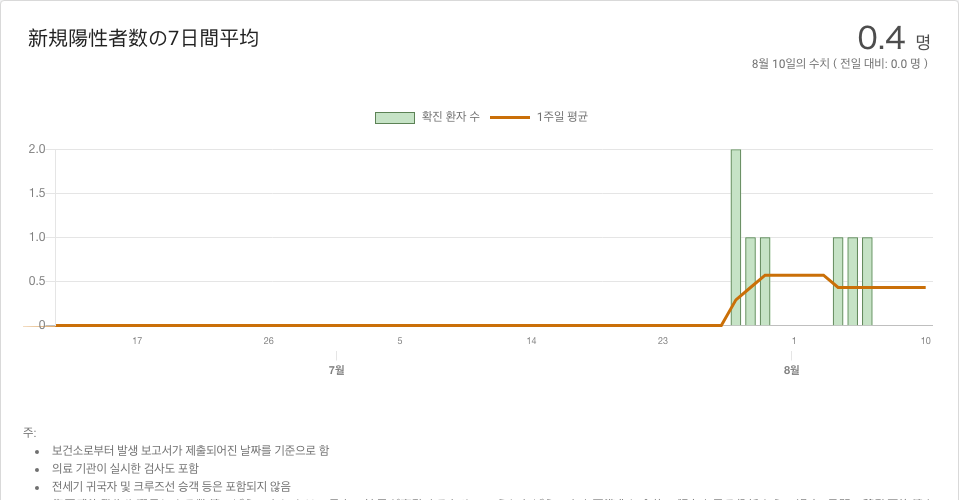 新規陽性者数の7日間平均
0.4 명
8월 10일의 수치 ( 전일 대비: 0.0 명 )
확진 환자 수 1주일 평균
2.0
1.5
1.0
0.5
0
17 26 5 14 23 1 10
7월 8월
주:
보건소로부터 발생 보고서가 제출되어진 날짜를 기준으로 함
의료 기관이 실시한 검사도 포함
전세기 귀국자 및 크루즈선 승객 등은 포함되지 않음